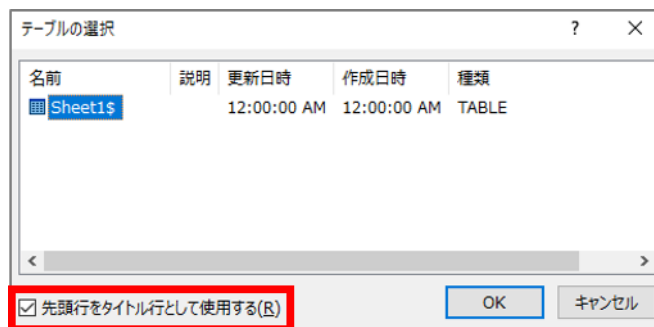 テーブルの選択 ? ×
名前 説明 更新日時 作成日時 種類
Sheet1$ 12:00:00 AM 12:00:00 AM TABLE
先頭行をタイトル行として使用する(R) OK キャンセル